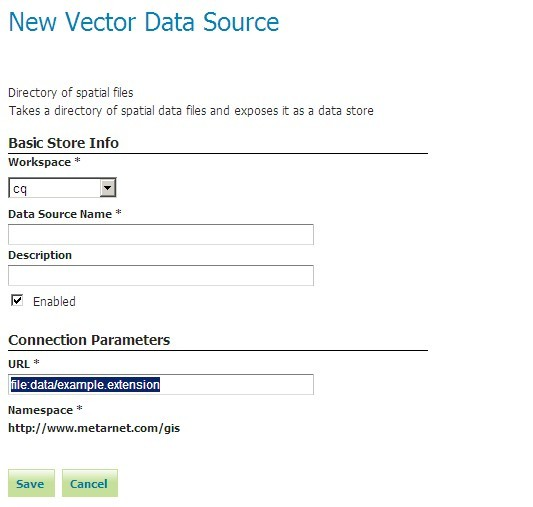 New Vector Data Source
Directory of spatial files
Takes a directory of spatial data files and exposes it as a data store
Basic Store Info
Workspace *
cq
Data Source Name *
Description
Enabled
Connection Parameters
URL *
file:data/example.extension
Namespace *
http://www.metarnet.com/gis
Save Cancel